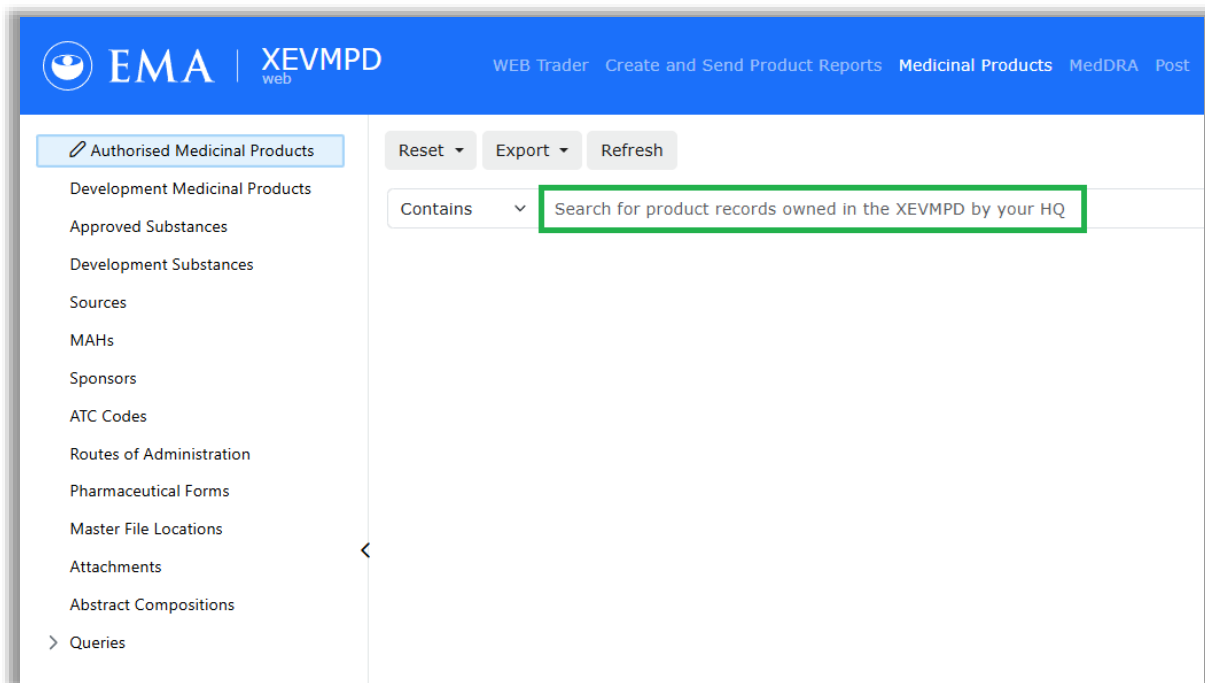 EMA | XEVMPD
web
WEB Trader Create and Send Product Reports Medicinal Products MedDRA Post
Authorised Medicinal Products
Development Medicinal Products
Approved Substances
Development Substances
Sources
MAHs
Sponsors
ATC Codes
Routes of Administration
Pharmaceutical Forms
Master File Locations
Attachments
Abstract Compositions
Queries
Reset Export Refresh
Contains Search for product records owned in the XEVMPD by your HQ